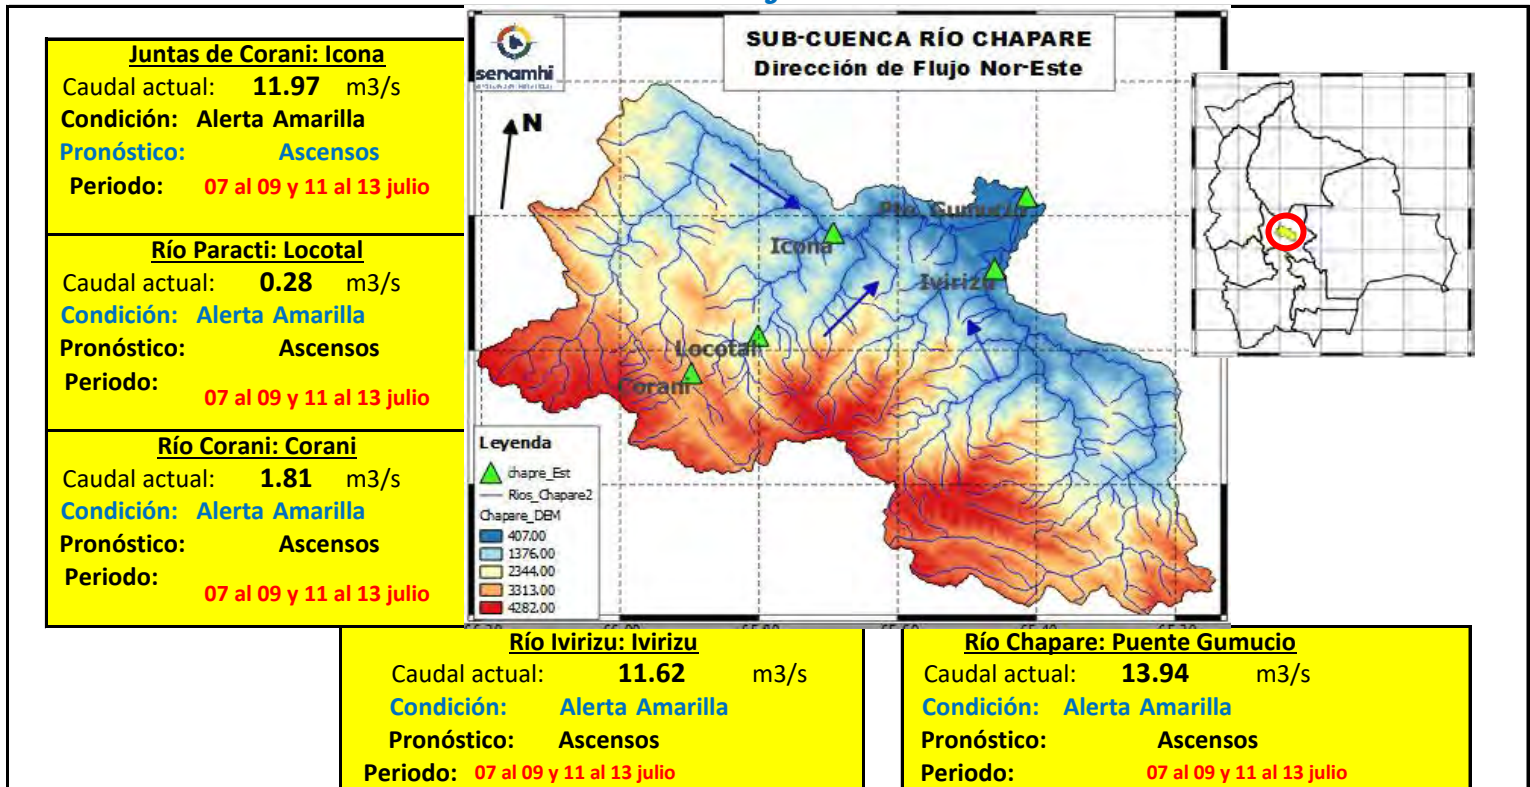 Juntas de Corani: Icona
Caudal actual: 11.97 m3/s
Condición: Alerta Amarilla
Pronóstico: Ascensos
Periodo: 07 al 09 y 11 al 13 julio
Río Paracti: Locotal
Caudal actual: 0.28 m3/s
Condición: Alerta Amarilla
Pronóstico: Ascensos
Periodo:
07 al 09 y 11 al 13 julio
Río Corani: Corani
Caudal actual: 1.81 m3/s
Condición: Alerta Amarilla
Pronóstico: Ascensos
Periodo:
07 al 09 y 11 al 13 julio
senamhi
SUB-CUENCA RÍO CHAPARE
Dirección de Flujo Nor-Este
N
Pto. Gumucio
Icona
Ivirizu
Locotal
Corani
Leyenda
chapre_Est
Rios_Chapare2
Chapare_DEM
407.00
1376.00
2344.00
3313.00
4282.00
Río Ivirizu: Ivirizu
Caudal actual: 11.62 m3/s
Condición: Alerta Amarilla
Pronóstico: Ascensos
Periodo: 07 al 09 y 11 al 13 julio
Río Chapare: Puente Gumucio
Caudal actual: 13.94 m3/s
Condición: Alerta Amarilla
Pronóstico: Ascensos
Periodo: 07 al 09 y 11 al 13 julio